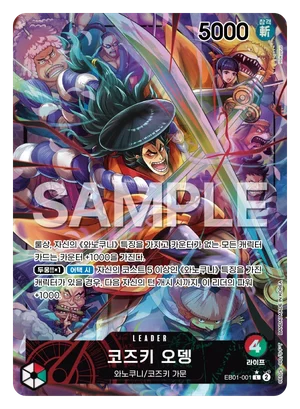 5000
참격
斬
SAMPLE
룰상, 자신의 《와노쿠니》 특징을 가지고 카운터가 없는 모든 캐릭터
카드는 카운터 +1000을 가진다.
두웅!!×1 어택 시 자신의 코스트 5 이상인 《와노쿠니》 특징을 가진
캐릭터가 있을 경우, 다음 자신의 턴 개시 시까지, 이 리더의 파워
+1000.
LEADER
코즈키 오뎅
4
라이프
와노쿠니/코즈키 가문
EB01-001 L 2